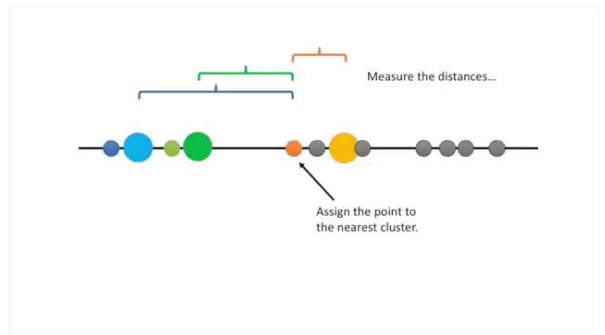 Measure the distances...
Assign the point to
the nearest cluster.